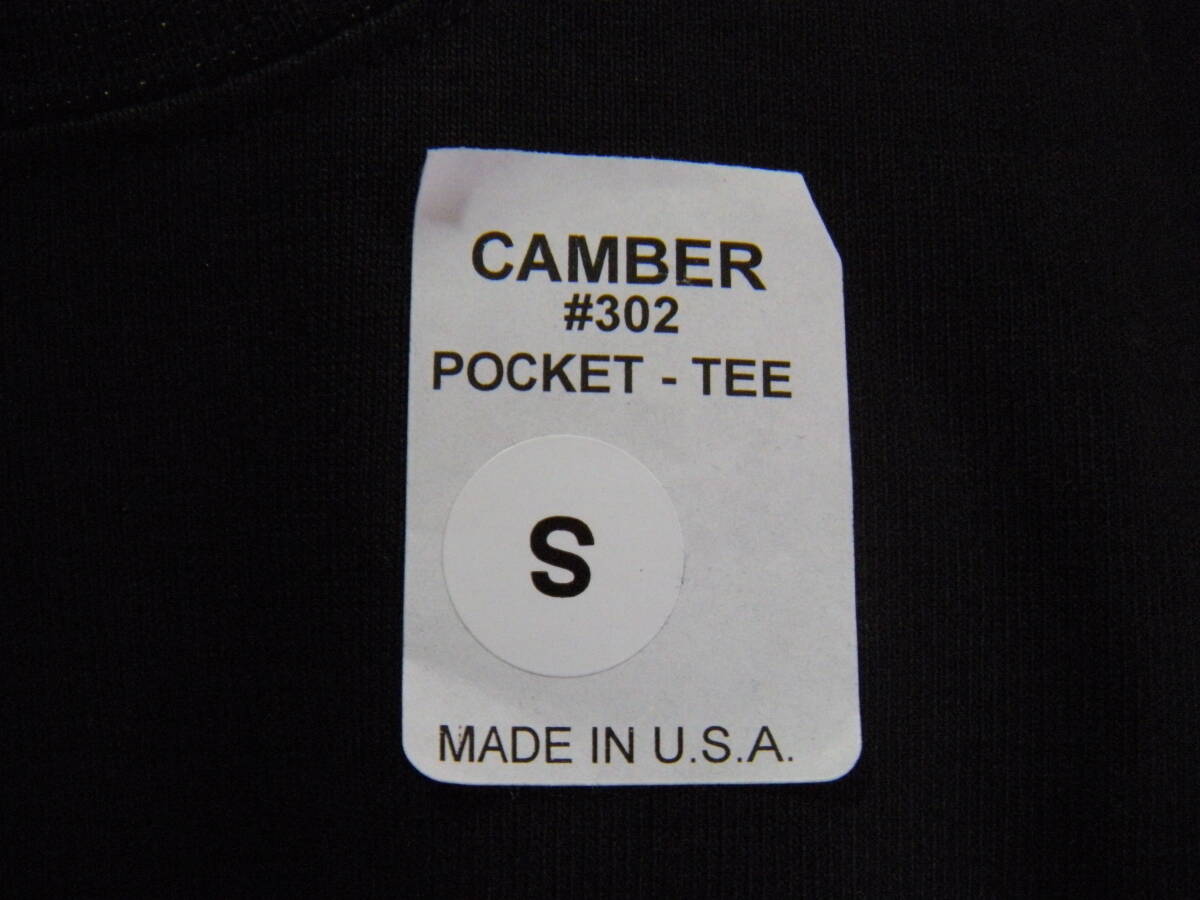 CAMBER
#302
POCKET - TEE
S
MADE IN U.S.A.